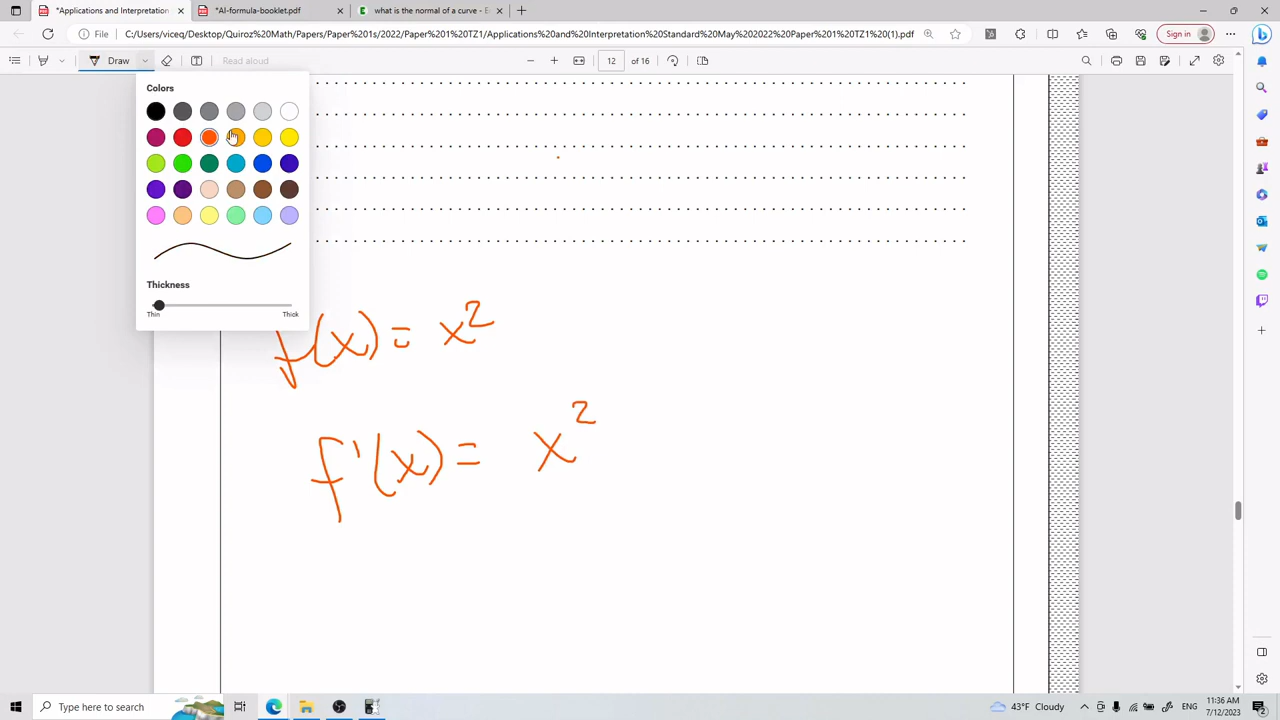 *Applications and Interpretation
*AI-formula-booklet.pdf
what is the normal of a curve - E
File
C:/Users/viceq/Desktop/Quiroz%20Math/Papers/Paper%201s/2022/Paper%201%20TZ1/Applications%20and%20Interpretation%20Standard%20May%202022%20Paper%201%20TZ1%20(1).pdf
Sign in
Draw
Read aloud
12 of 16
Colors
Thickness
Thin
Thick
f(x) = x²
f'(x) = x²
Type here to search
43°F Cloudy
ENG
11:36 AM
7/12/2023